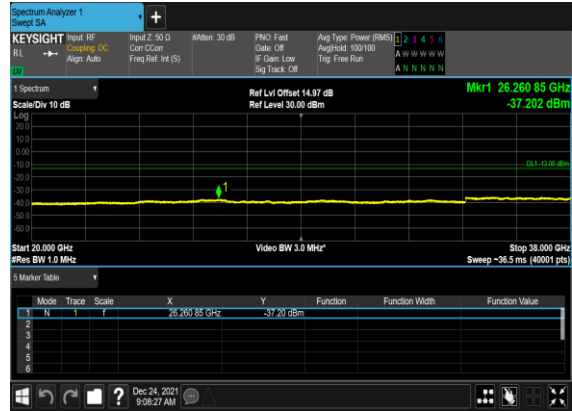 Spectrum Analyzer 1
Swept SA
+
KEYSIGHT Input: RF Input Z: 50 Ω #Atten: 30 dB PNO: Fast Avg Type: Power (RMS) 1 2 3 4 5 6
RL Coupling: DC Corr CCorr Gate: Off Avg|Hold: 100/100 A W W W W W
Align: Auto Freq Ref: Int (S) IF Gain: Low Trig: Free Run
Sig Track: Off A N N N N N
1 Spectrum Ref Lvl Offset 14.97 dB Mkr1 26.260 85 GHz
Scale/Div 10 dB Ref Level 30.00 dBm -37.202 dBm
Log
20.0
10.0
0.00
-10.0 DL1 -13.00 dBm
-20.0
-30.0 1
-40.0
-50.0
-60.0
Start 20.000 GHz Video BW 3.0 MHz* Stop 38.000 GHz
#Res BW 1.0 MHz Sweep ~36.5 ms (40001 pts)
5 Marker Table
Mode Trace Scale X Y Function Function Width Function Value
1 N 1 f 26.260 85 GHz -37.20 dBm
2
3
4
5
6
? Dec 24, 2021
9:08:27 AM